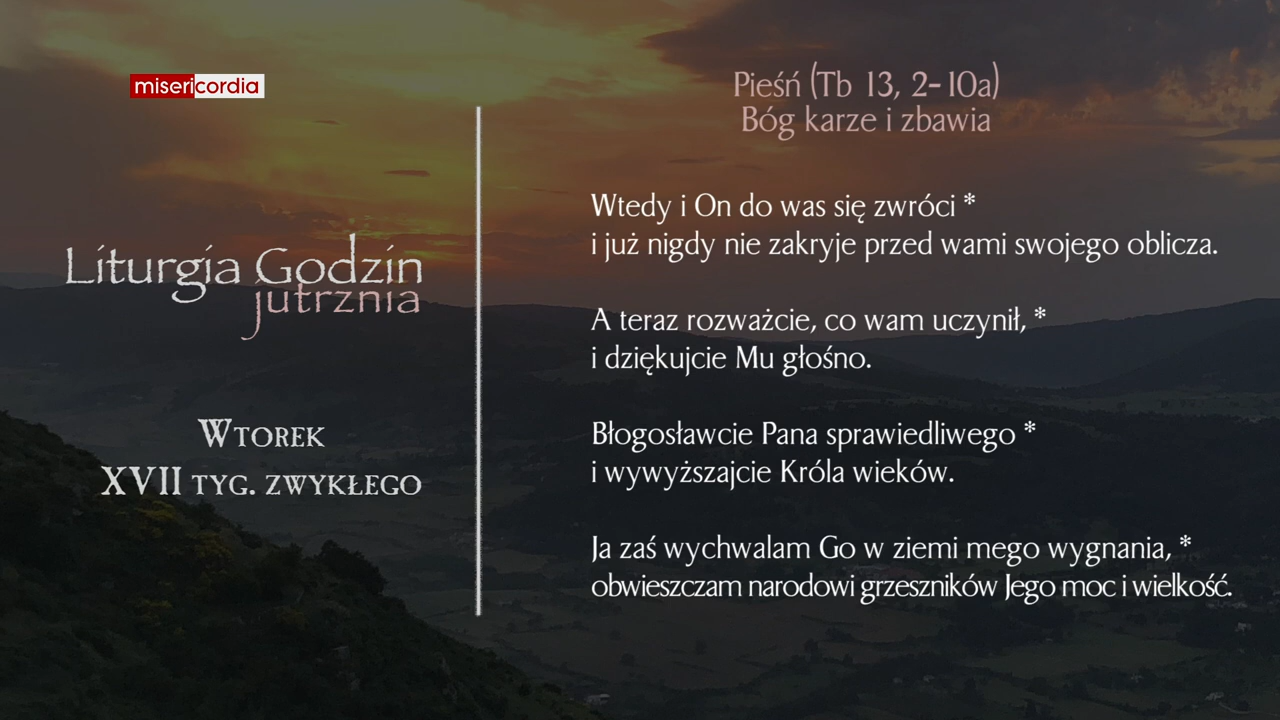 misericordia
Liturgia Godzin
jutrznia
Wtorek
XVII tyg. zwykłego
Pieśń (Tb 13, 2-10a)
Bóg karze i zbawia
Wtedy i On do was się zwróci *
i już nigdy nie zakryje przed wami swojego oblicza.
A teraz rozważcie, co wam uczynił, *
i dziękujcie Mu głośno.
Błogosławcie Pana sprawiedliwego *
i wywyższajcie Króla wieków.
Ja zaś wychwalam Go w ziemi mego wygnania, *
obwieszczam narodowi grzeszników Jego moc i wielkość.